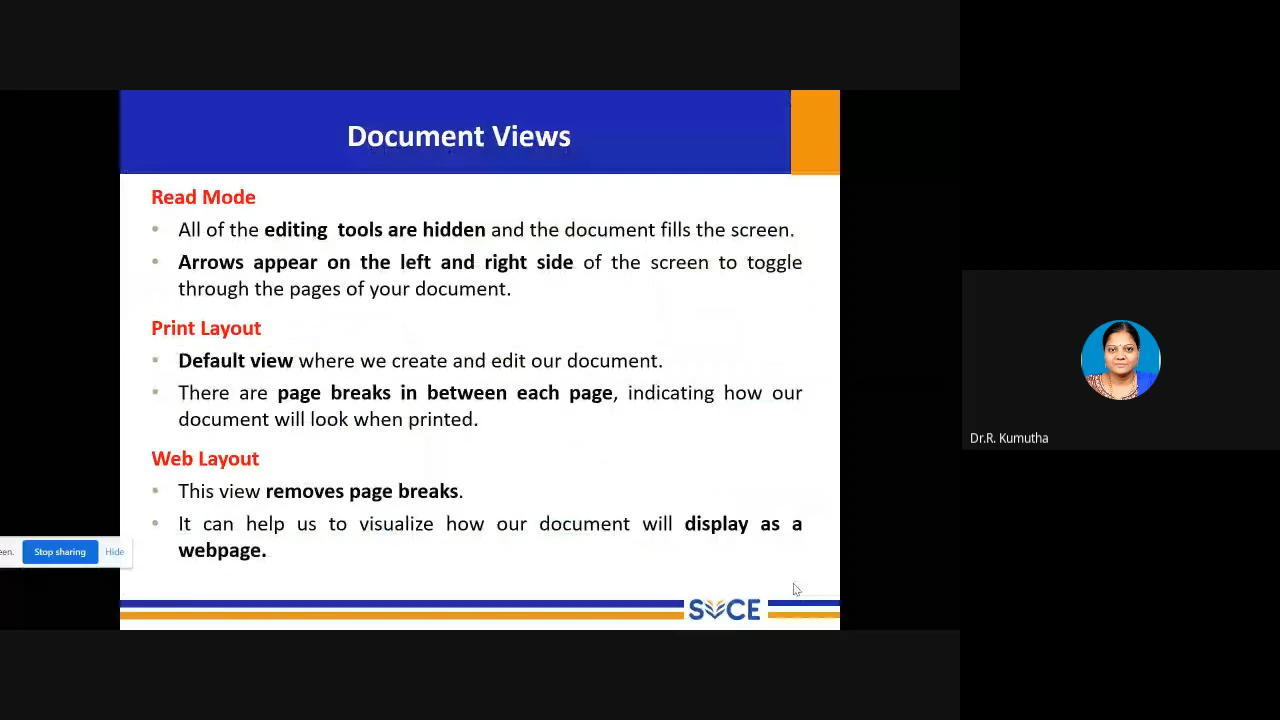 Document Views
Read Mode
• All of the editing tools are hidden and the document fills the screen.
• Arrows appear on the left and right side of the screen to toggle
through the pages of your document.
Print Layout
• Default view where we create and edit our document.
• There are page breaks in between each page, indicating how our
document will look when printed.
Web Layout
• This view removes page breaks.
• It can help us to visualize how our document will display as a
webpage.
een. Stop sharing Hide
SVCE
Dr.R. Kumutha